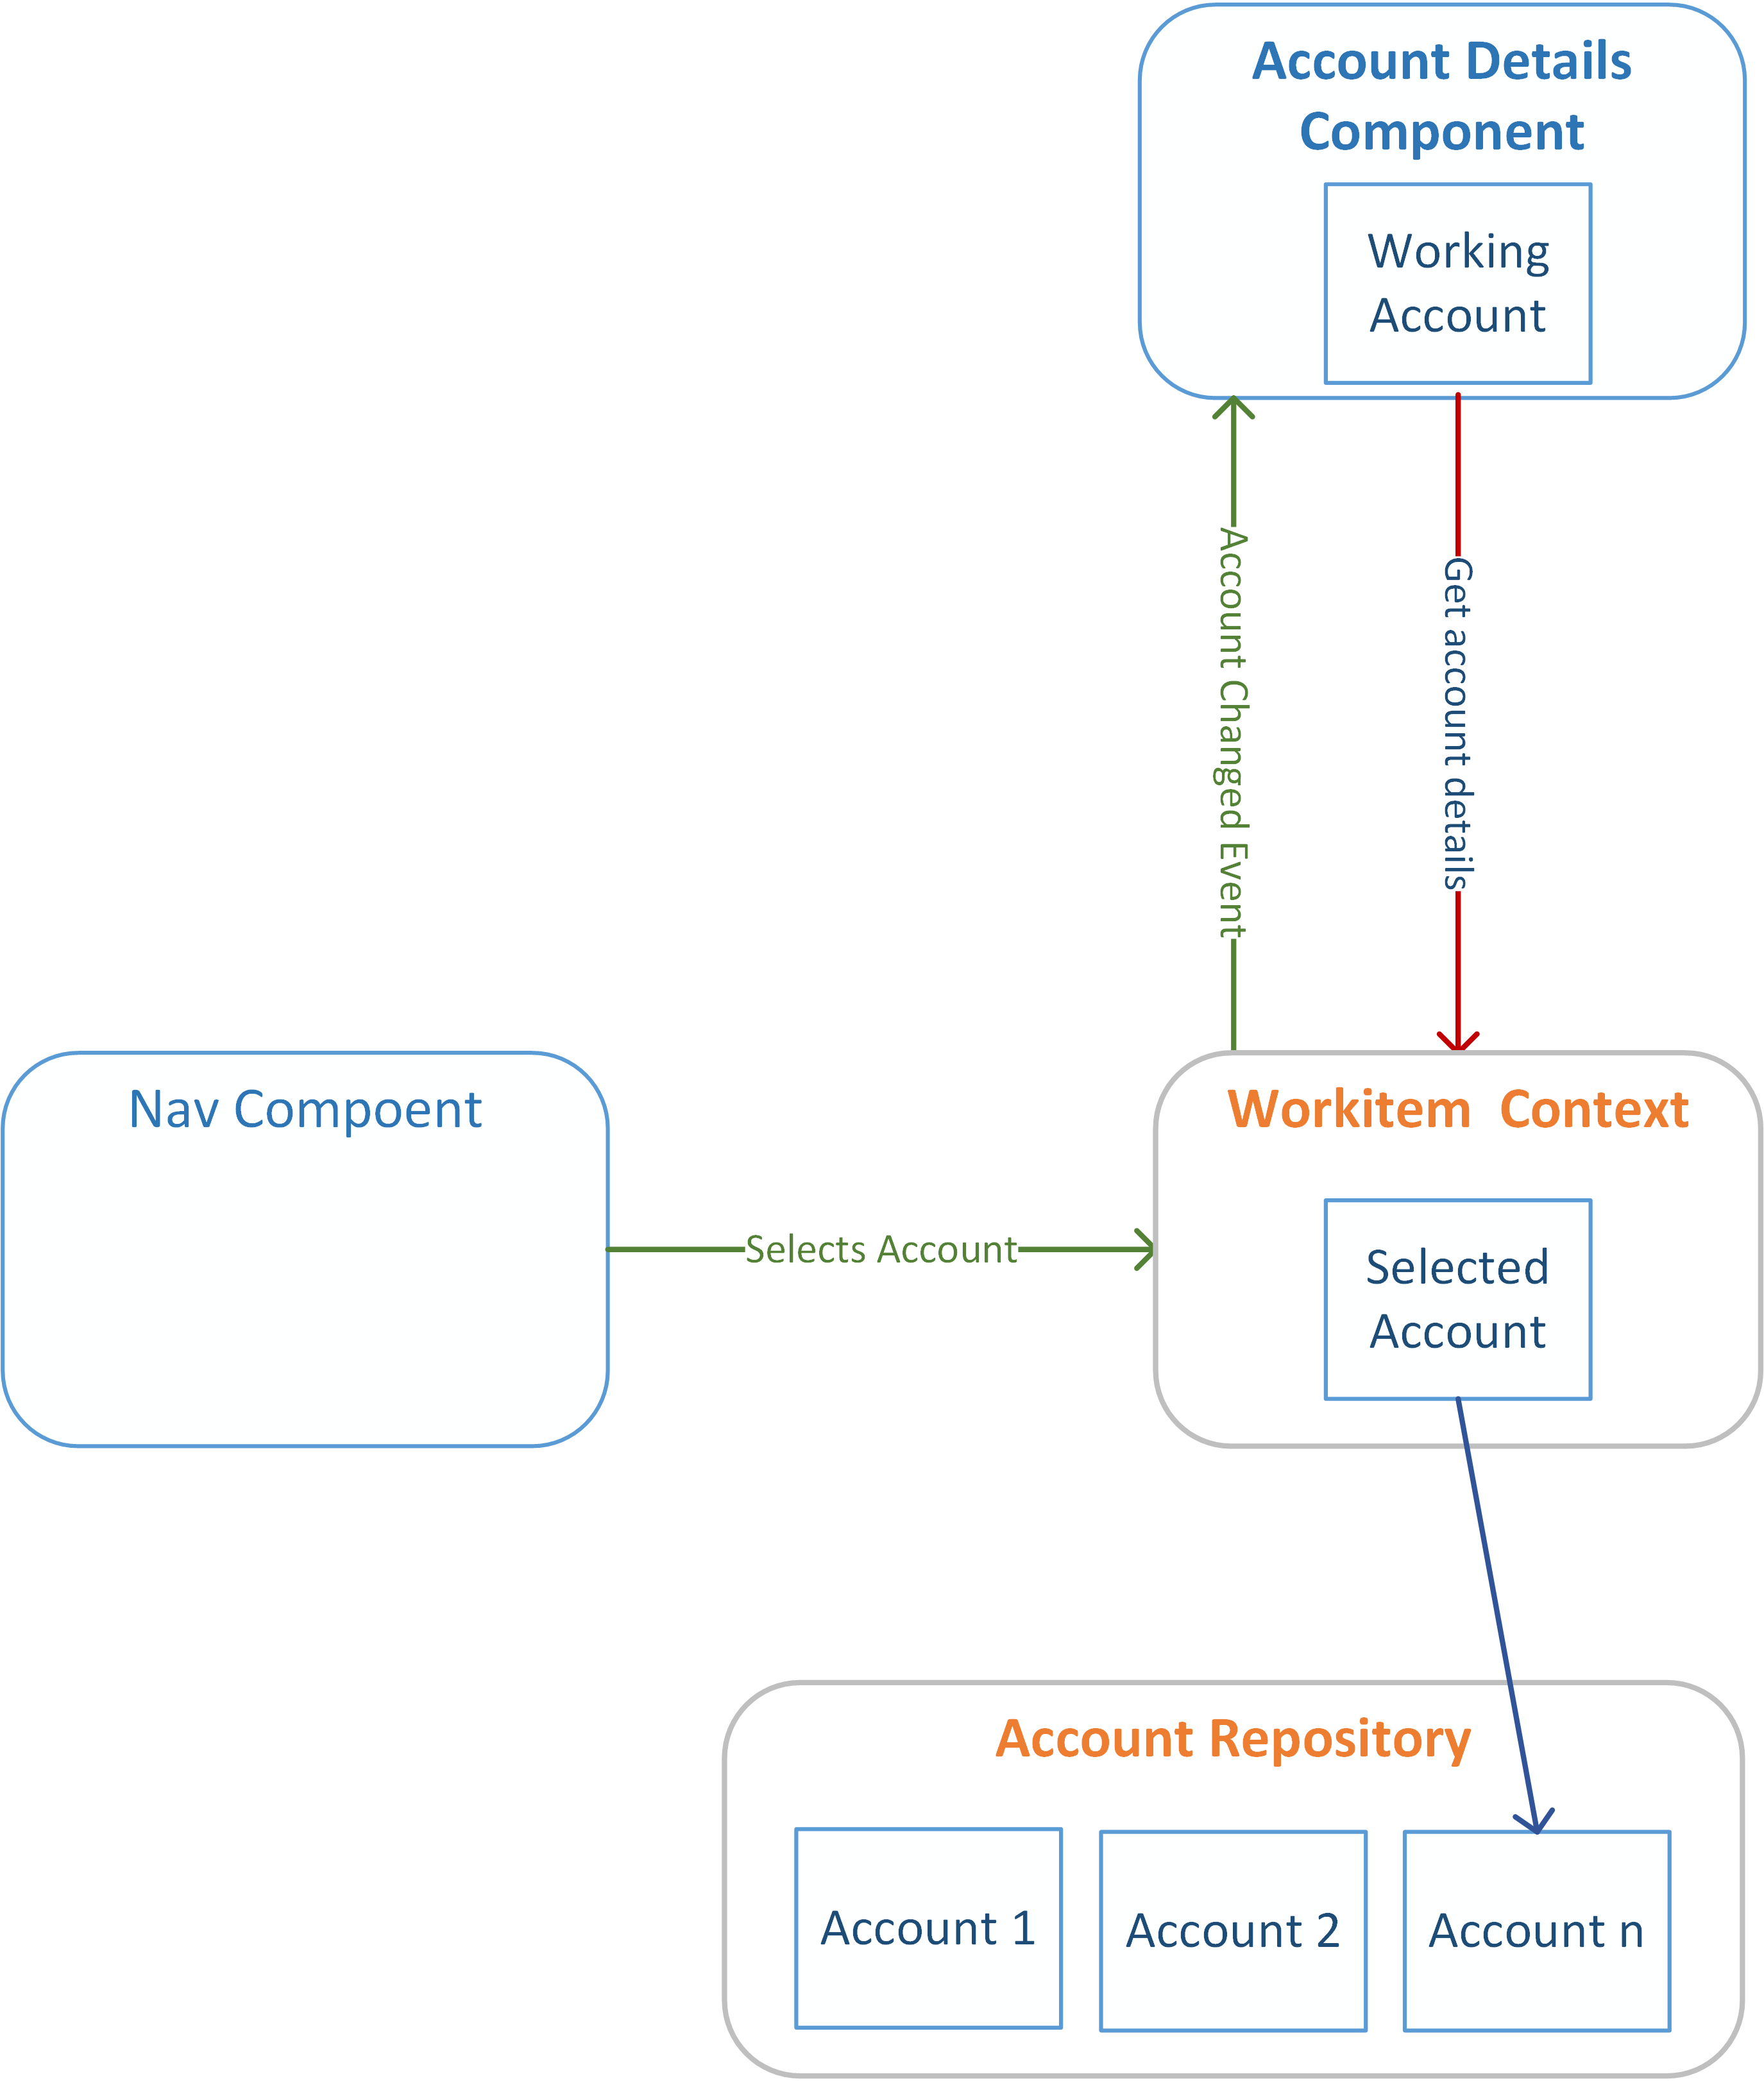 Account Details
Component
Working
Account
Account Changed Event
Get account details
Nav Compoent
Workitem Context
Selects Account
Selected
Account
Account Repository
Account 1
Account 2
Account n